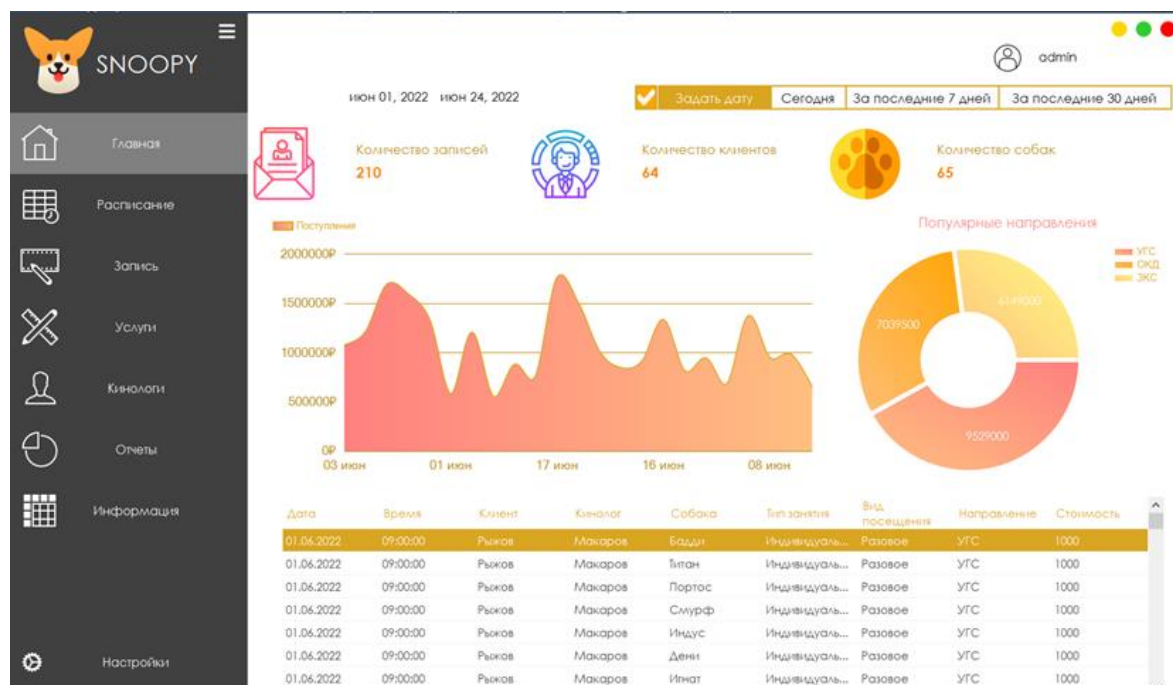 SNOOPY
admin
июн 01, 2022 июн 24, 2022
Задать дату
Сегодня
За последние 7 дней
За последние 30 дней
Главная
Расписание
Запись
Услуги
Кинологи
Отчеты
Информация
Настройки
Количество записей
210
Количество клиентов
64
Количество собак
65
Поступления
2000000₽
1500000₽
1000000₽
500000₽
0₽
03 июн 01 июн 17 июн 16 июн 08 июн
Популярные направления
УГС
ОКД
ЗКС
6149000
7039500
9529000
Дата Время Клиент Кинолог Собака Тип занятия Вид посещения Направление Стоимость
01.06.2022 09:00:00 Рыжов Макаров Бадди Индивидуаль... Разовое УГС 1000
01.06.2022 09:00:00 Рыжов Макаров Титан Индивидуаль... Разовое УГС 1000
01.06.2022 09:00:00 Рыжов Макаров Портос Индивидуаль... Разовое УГС 1000
01.06.2022 09:00:00 Рыжов Макаров Смурф Индивидуаль... Разовое УГС 1000
01.06.2022 09:00:00 Рыжов Макаров Индус Индивидуаль... Разовое УГС 1000
01.06.2022 09:00:00 Рыжов Макаров Дени Индивидуаль... Разовое УГС 1000
01.06.2022 09:00:00 Рыжов Макаров Игнат Индивидуаль... Разовое УГС 1000